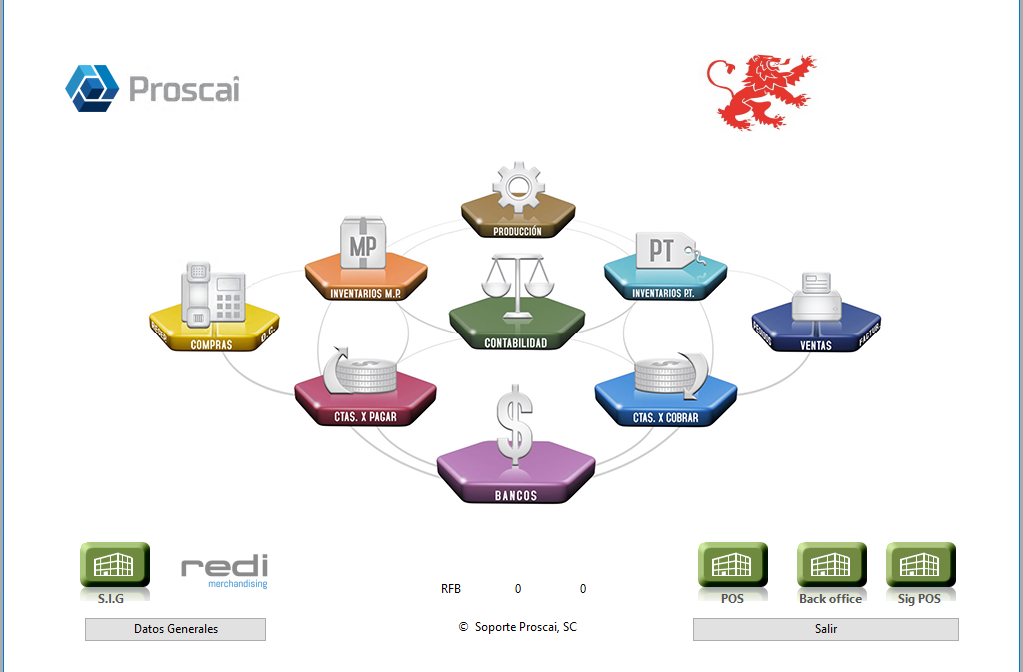 Proscai
PRODUCCIÓN
MP
INVENTARIOS M.P.
PT
INVENTARIOS P.T.
COMPRAS
O.C.
CONTABILIDAD
PEDIDOS
VENTAS
FACTUR.
CTAS. X PAGAR
CTAS. X COBRAR
$
BANCOS
redi
merchandising
S.I.G
RFB 0 0
POS
Back office
Sig POS
Datos Generales
© Soporte Proscai, SC
Salir